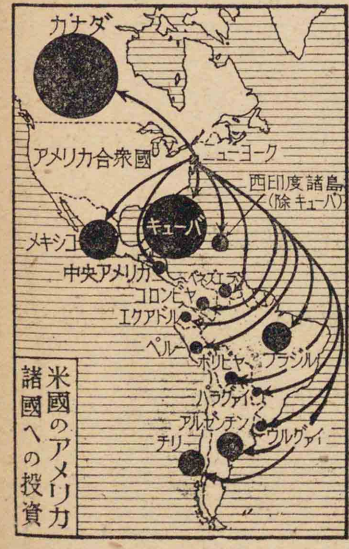 カナダ
ニューヨーク
アメリカ合衆國
西印度諸島
(除キューバ)
キューバ
メキシコ
中央アメリカ
ベネズエラ
コロンビヤ
エクアドル
ペルー
ボリビヤ
ブラジル
パラグァイ
アルゼンチン
ウルグァイ
チリー
米國のアメリカ
諸國への投資